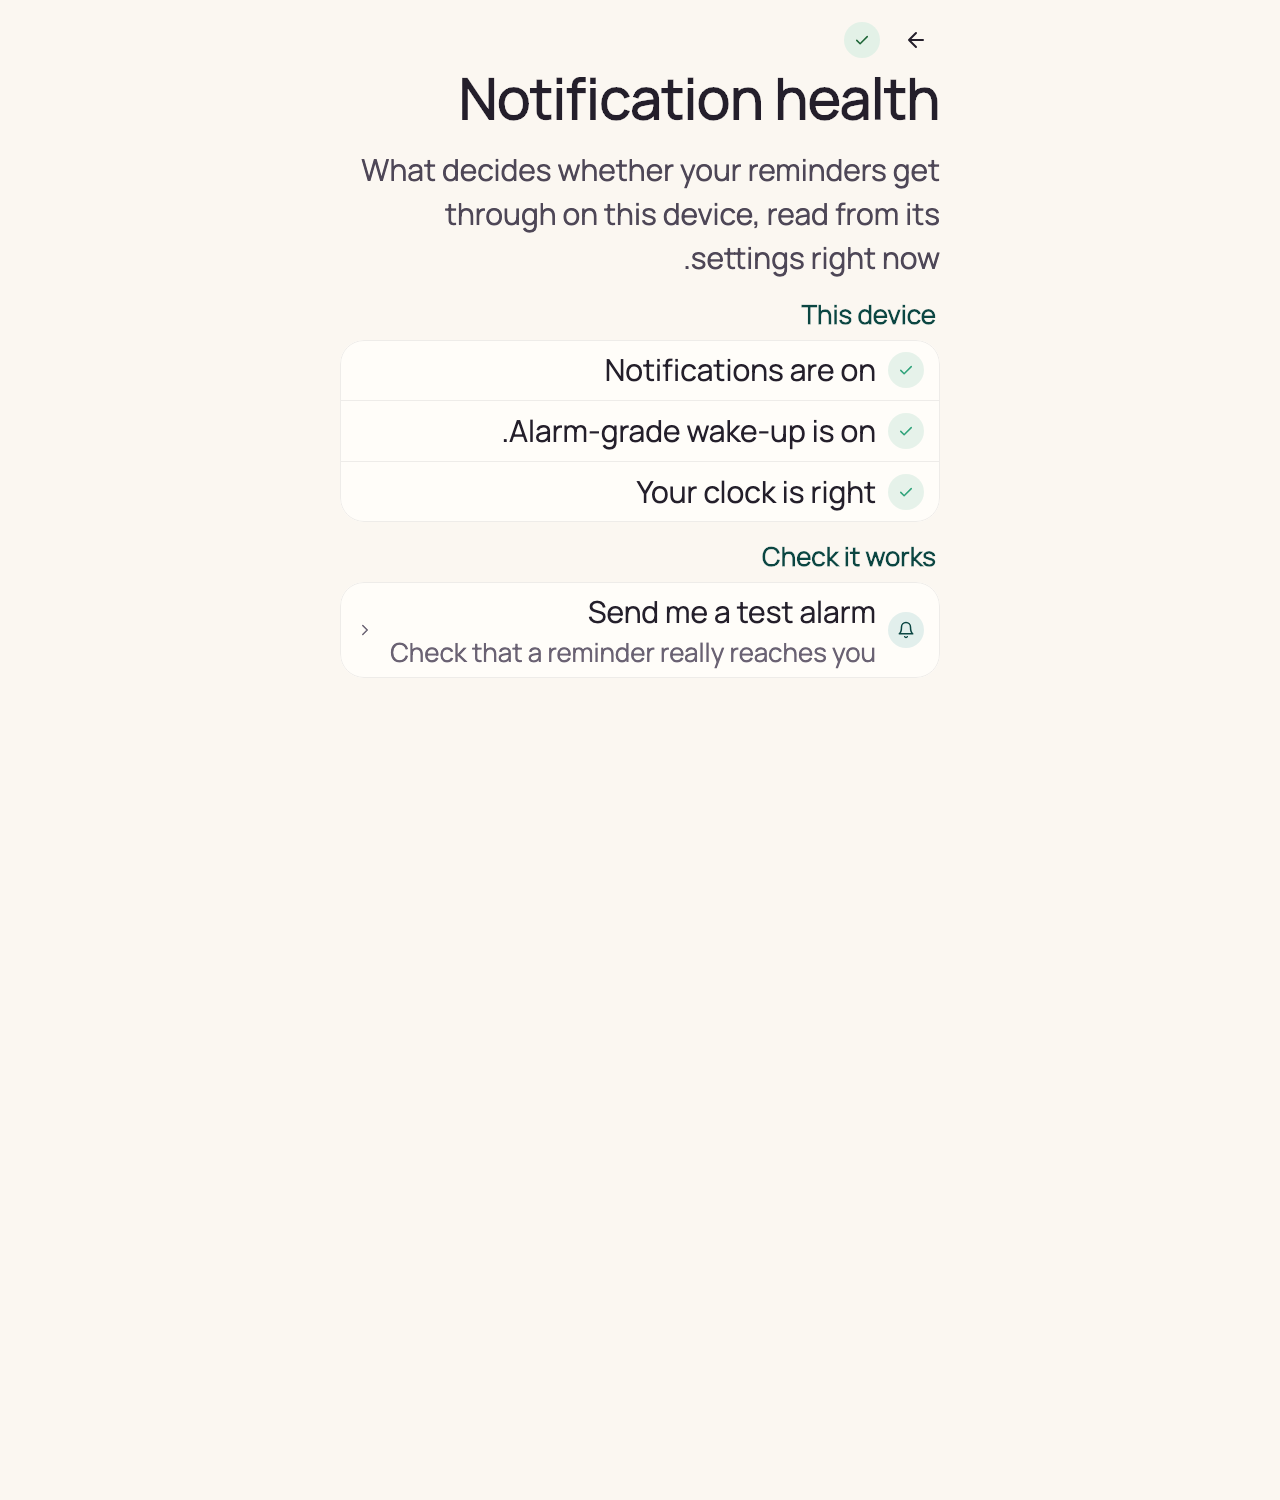 Notification health
What decides whether your reminders get
through on this device, read from its
.settings right now
This device
Notifications are on
.Alarm-grade wake-up is on
Your clock is right
Check it works
Send me a test alarm
Check that a reminder really reaches you